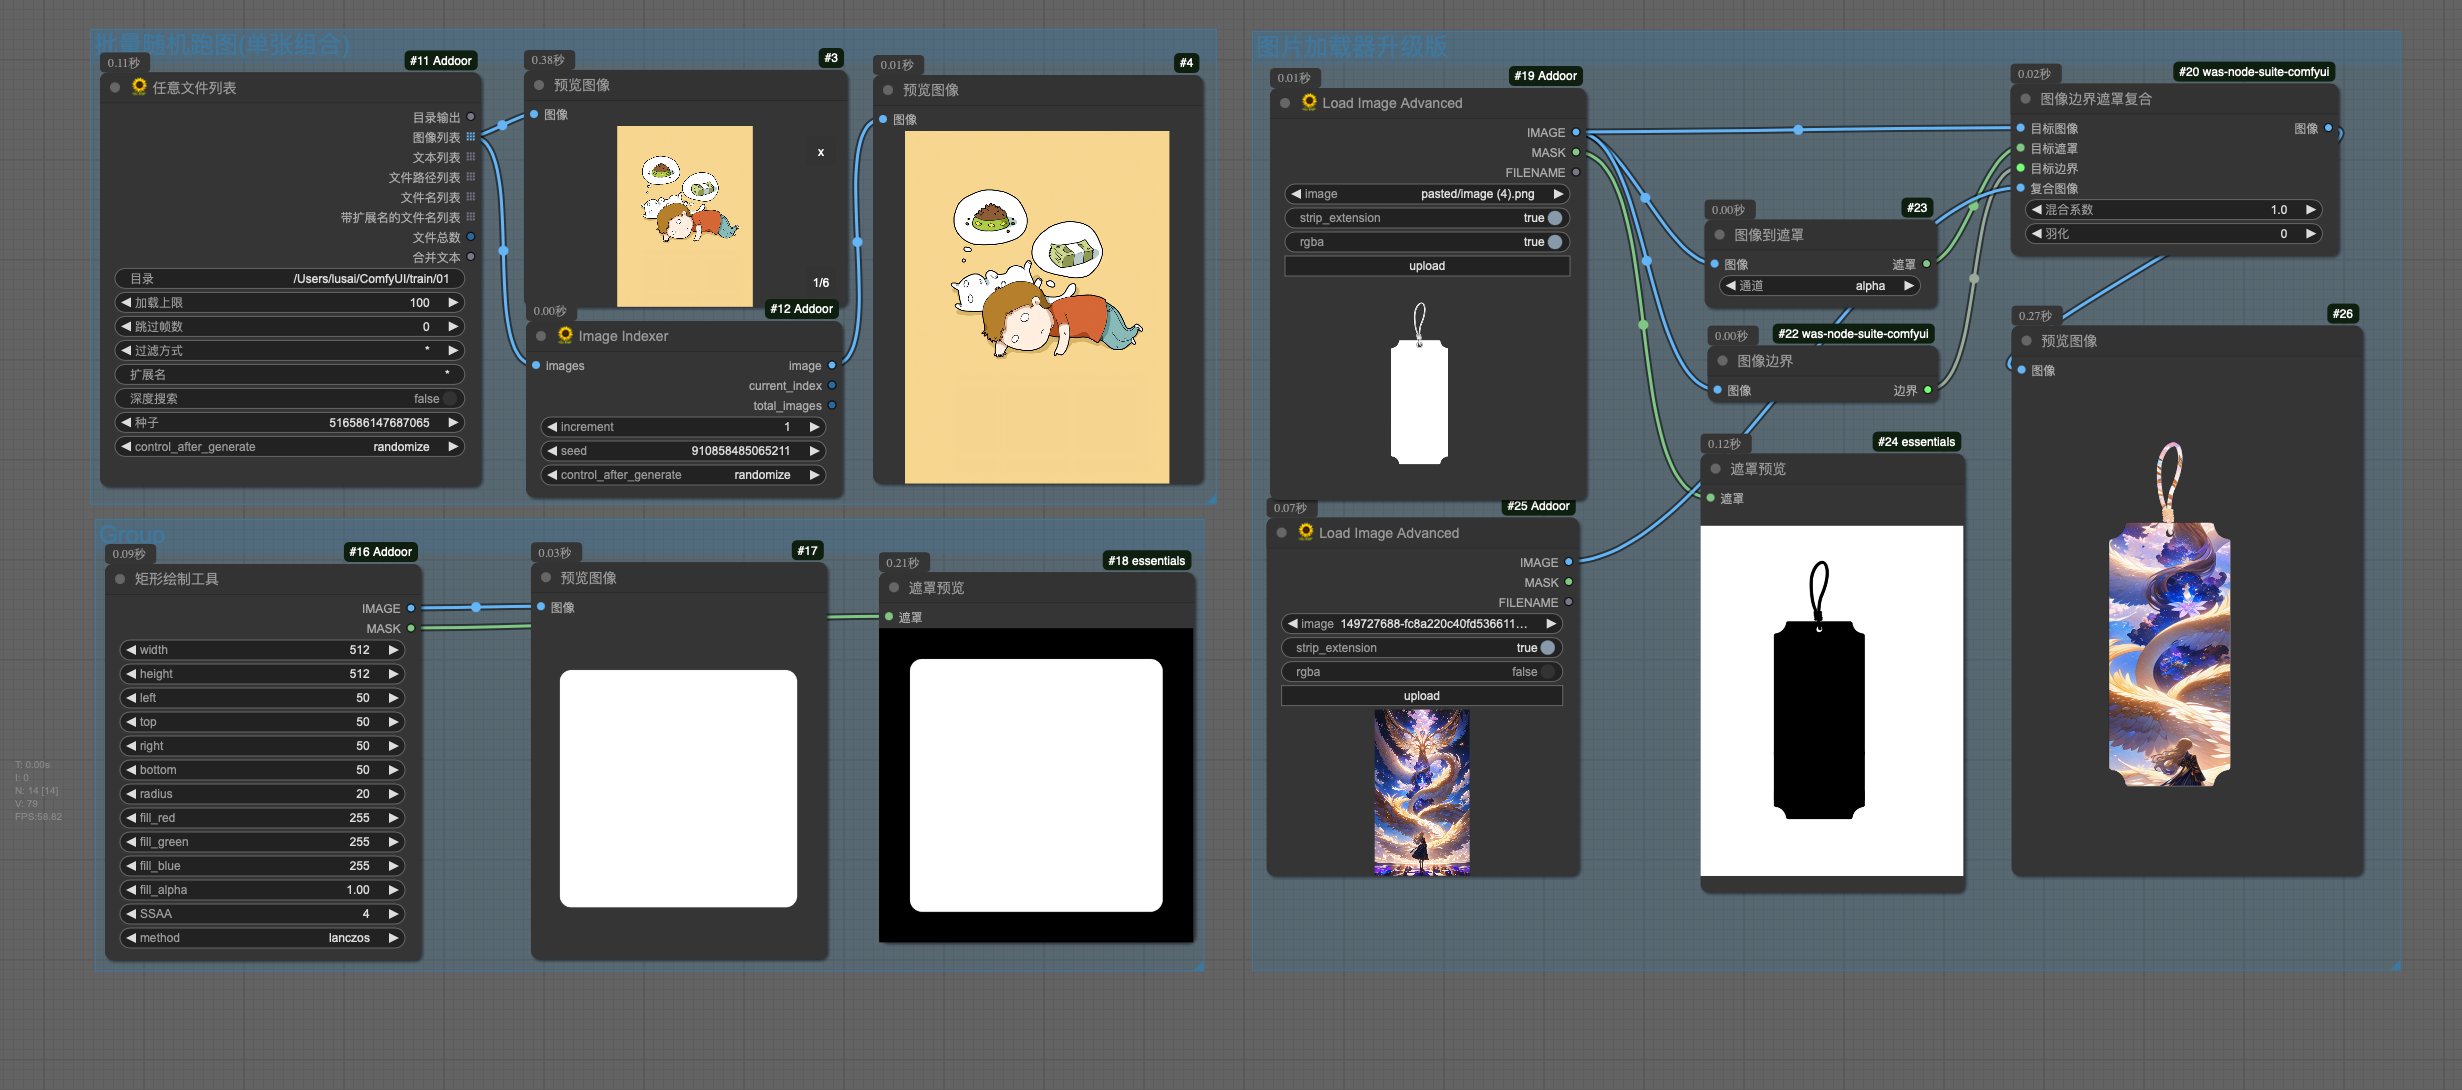 批量随机跑图(单张组合)
0.11秒
#11 Addoor
任意文件列表
目录输出
图像列表
文本列表
文件路径列表
文件名列表
带扩展名的文件名列表
文件总数
合并文本
目录 /Users/lusai/ComfyUI/train/01
加载上限 100
跳过帧数 0
过滤方式 *
扩展名 *
深度搜索 false
种子 516586147687065
control_after_generate randomize
0.38秒
#3
预览图像
图像
x
1/6
0.00秒
#12 Addoor
Image Indexer
images image
current_index
total_images
increment 1
seed 910858485065211
control_after_generate randomize
0.01秒
#4
预览图像
图像
Group
0.09秒
#16 Addoor
矩形绘制工具
IMAGE
MASK
width 512
height 512
left 50
top 50
right 50
bottom 50
radius 20
fill_red 255
fill_green 255
fill_blue 255
fill_alpha 1.00
SSAA 4
method lanczos
0.03秒
#17
预览图像
图像
0.21秒
#18 essentials
遮罩预览
遮罩
图片加载器升级版
0.01秒
#19 Addoor
Load Image Advanced
IMAGE
MASK
FILENAME
image pasted/image (4).png
strip_extension true
rgba true
upload
0.07秒
#25 Addoor
Load Image Advanced
IMAGE
MASK
FILENAME
image 149727688-fc8a220c40fd536611...
strip_extension true
rgba false
upload
0.00秒
#23
图像到遮罩
图像 遮罩
通道 alpha
0.00秒
#22 was-node-suite-comfyui
图像边界
图像 边界
0.12秒
#24 essentials
遮罩预览
遮罩
0.02秒
#20 was-node-suite-comfyui
图像边界遮罩复合
目标图像 图像
目标遮罩
目标边界
复合图像
混合系数 1.0
羽化 0
0.27秒
#26
预览图像
图像
T: 0.00s
I: 0
N: 14 [14]
V: 79
FPS:58.82